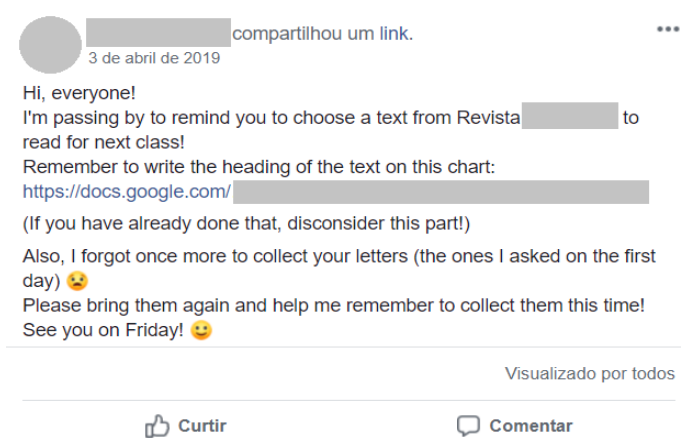 compartilhou um link.
3 de abril de 2019
Hi, everyone!
I'm passing by to remind you to choose a text from Revista to
read for next class!
Remember to write the heading of the text on this chart:
https://docs.google.com/
(If you have already done that, disconsider this part!)
Also, I forgot once more to collect your letters (the ones I asked on the first
day) 😧
Please bring them again and help me remember to collect them this time!
See you on Friday! 🙂
Visualizado por todos
Curtir
Comentar